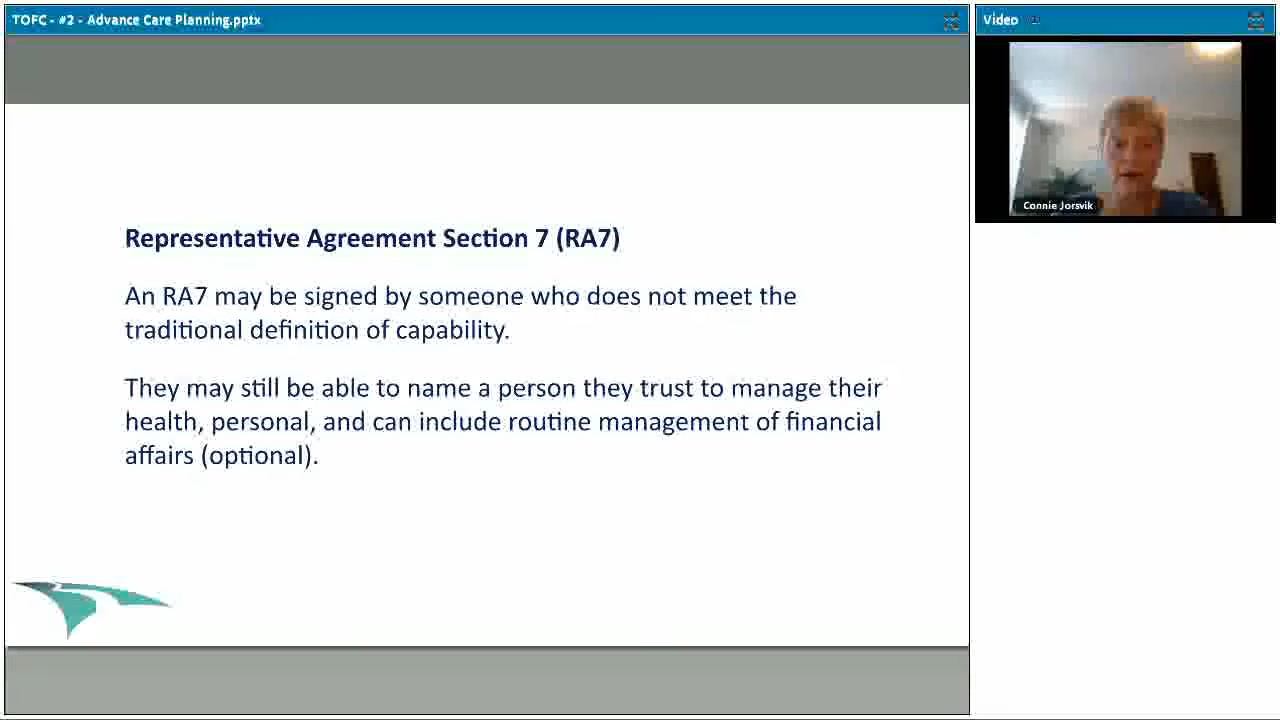 TOFC - #2 - Advance Care Planning.pptx
Video
Connie Jorsvik
Representative Agreement Section 7 (RA7)
An RA7 may be signed by someone who does not meet the
traditional definition of capability.
They may still be able to name a person they trust to manage their
health, personal, and can include routine management of financial
affairs (optional).